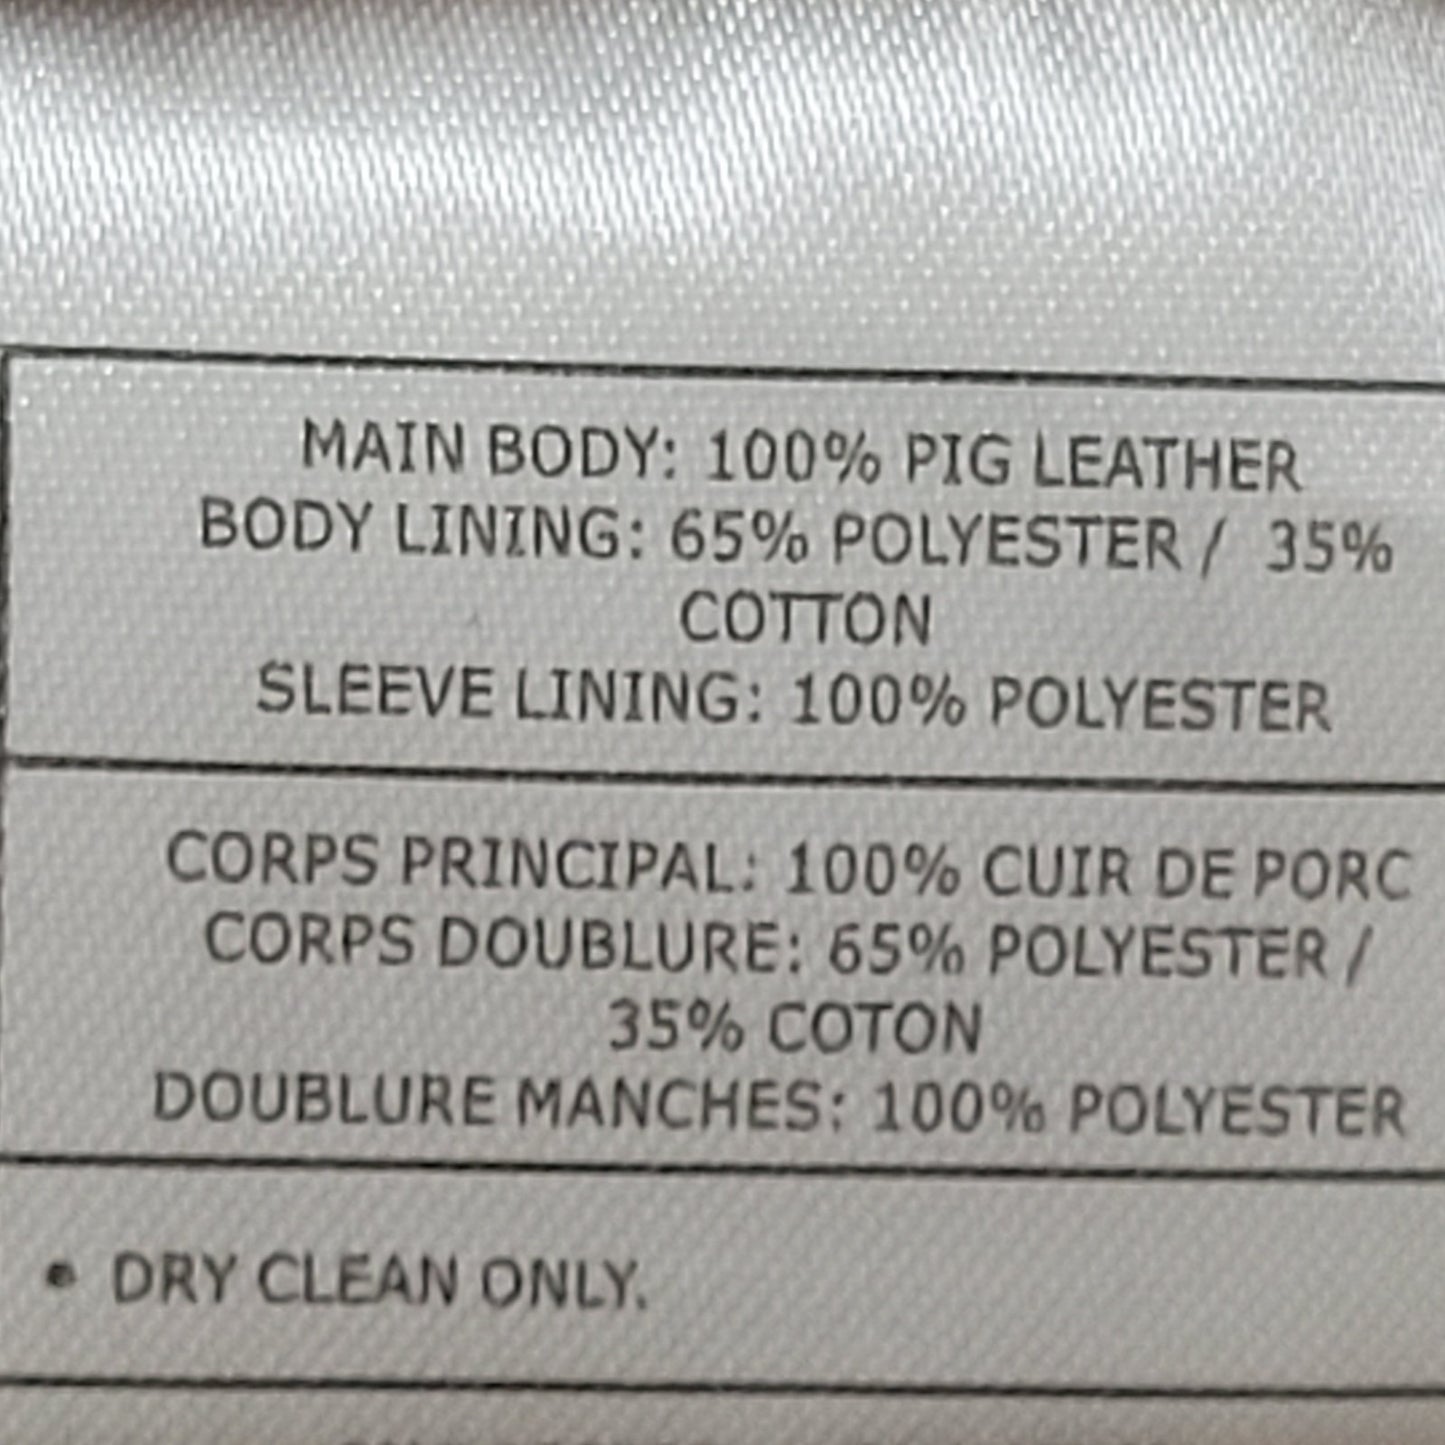 MAIN BODY: 100% PIG LEATHER
BODY LINING: 65% POLYESTER / 35%
COTTON
SLEEVE LINING: 100% POLYESTER
CORPS PRINCIPAL: 100% CUIR DE PORC
CORPS DOUBLURE: 65% POLYESTER /
35% COTON
DOUBLURE MANCHES: 100% POLYESTER
• DRY CLEAN ONLY.